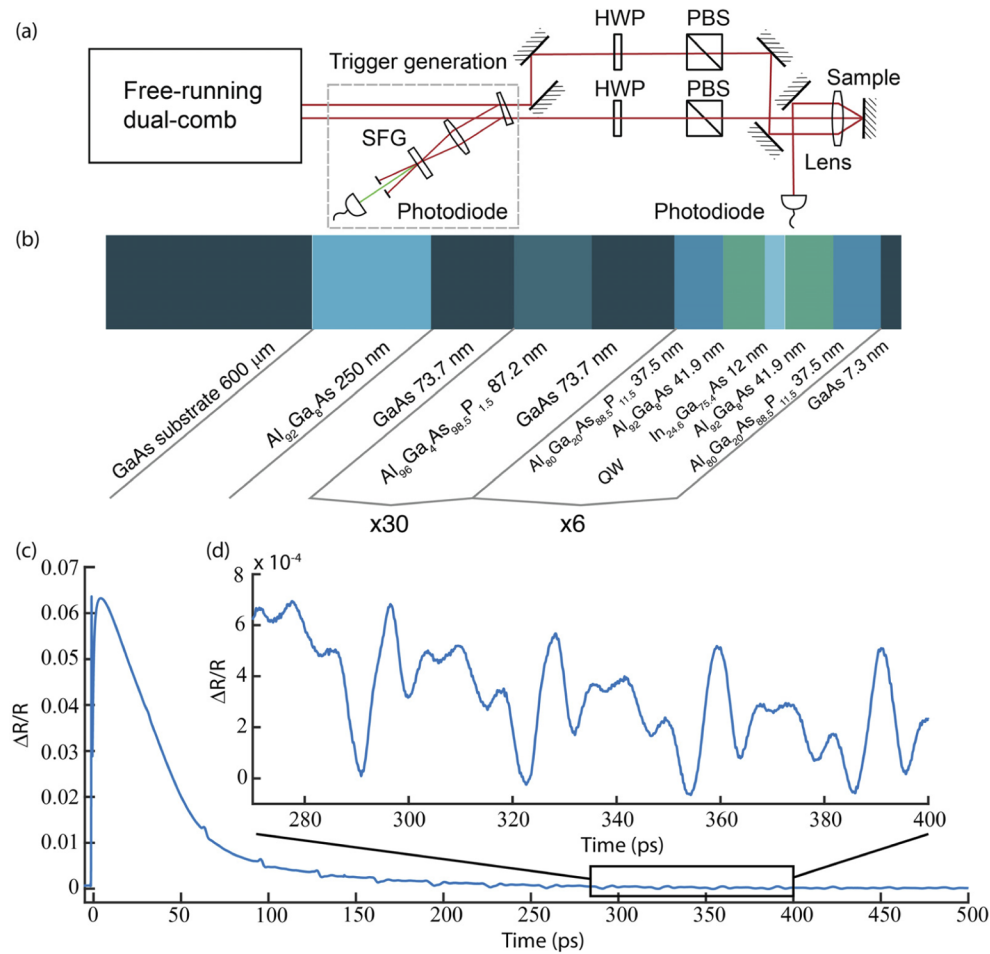 (a)
HWP
PBS
Trigger generation
Sample
Free-running
dual-comb
HWP
PBS
SFG
Lens
Photodiode
Photodiode
(b)
GaAs substrate 600 μm
Al₉₂Ga₈As 250 nm
GaAs 73.7 nm
Al₉₆Ga₄As₉₈.₅P₁.₅ 87.2 nm
GaAs 73.7 nm
Al₈₀Ga₂₀As₈₈.₅P₁₁.₅ 37.5 nm
Al₉₂Ga₈As 41.9 nm
In₂₄.₆Ga₇₅.₄As 12 nm
QW
Al₉₂Ga₈As 41.9 nm
Al₈₀Ga₂₀As₈₈.₅P₁₁.₅ 37.5 nm
GaAs 7.3 nm
x30
x6
(c)
0.07
0.06
0.05
0.04
0.03
0.02
0.01
0
ΔR/R
0 50 100 150 200 250 300 350 400 450 500
Time (ps)
(d)
x 10⁻⁴
8
6
4
2
0
ΔR/R
280 300 320 340 360 380 400
Time (ps)